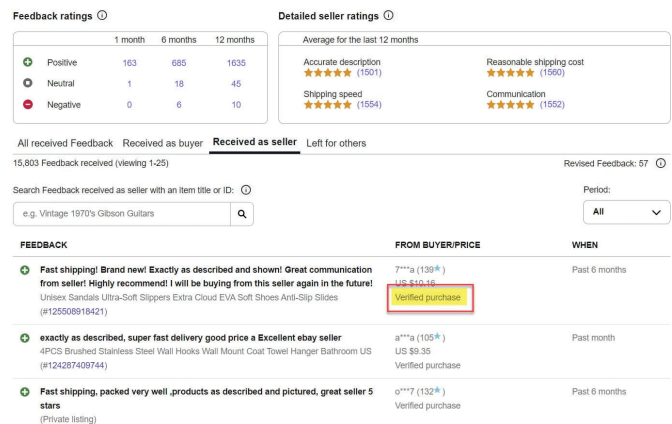 Feedback ratings
Detailed seller ratings
1 month 6 months 12 months
Positive 163 685 1635
Neutral 1 18 45
Negative 0 6 10
Average for the last 12 months
Accurate description
(1501)
Reasonable shipping cost
(1560)
Shipping speed
(1554)
Communication
(1552)
All received Feedback Received as buyer Received as seller Left for others
15,803 Feedback received (viewing 1-25)
Revised Feedback: 57
Search Feedback received as seller with an item title or ID:
Period:
e.g. Vintage 1970's Gibson Guitars
All
FEEDBACK FROM BUYER/PRICE WHEN
Fast shipping! Brand new! Exactly as described and shown! Great communication
from seller! Highly recommend! I will be buying from this seller again in the future!
Unisex Sandals Ultra-Soft Slippers Extra Cloud EVA Soft Shoes Anti-Slip Slides
(#125508918421)
7***a (139★)
US $10.16
Verified purchase
Past 6 months
exactly as described, super fast delivery good price a Excellent ebay seller
4PCS Brushed Stainless Steel Wall Hooks Wall Mount Coat Towel Hanger Bathroom US
(#124287409744)
a***a (105★)
US $9.35
Verified purchase
Past month
Fast shipping, packed very well ,products as described and pictured, great seller 5
stars
(Private listing)
o***7 (132★)
Verified purchase
Past 6 months